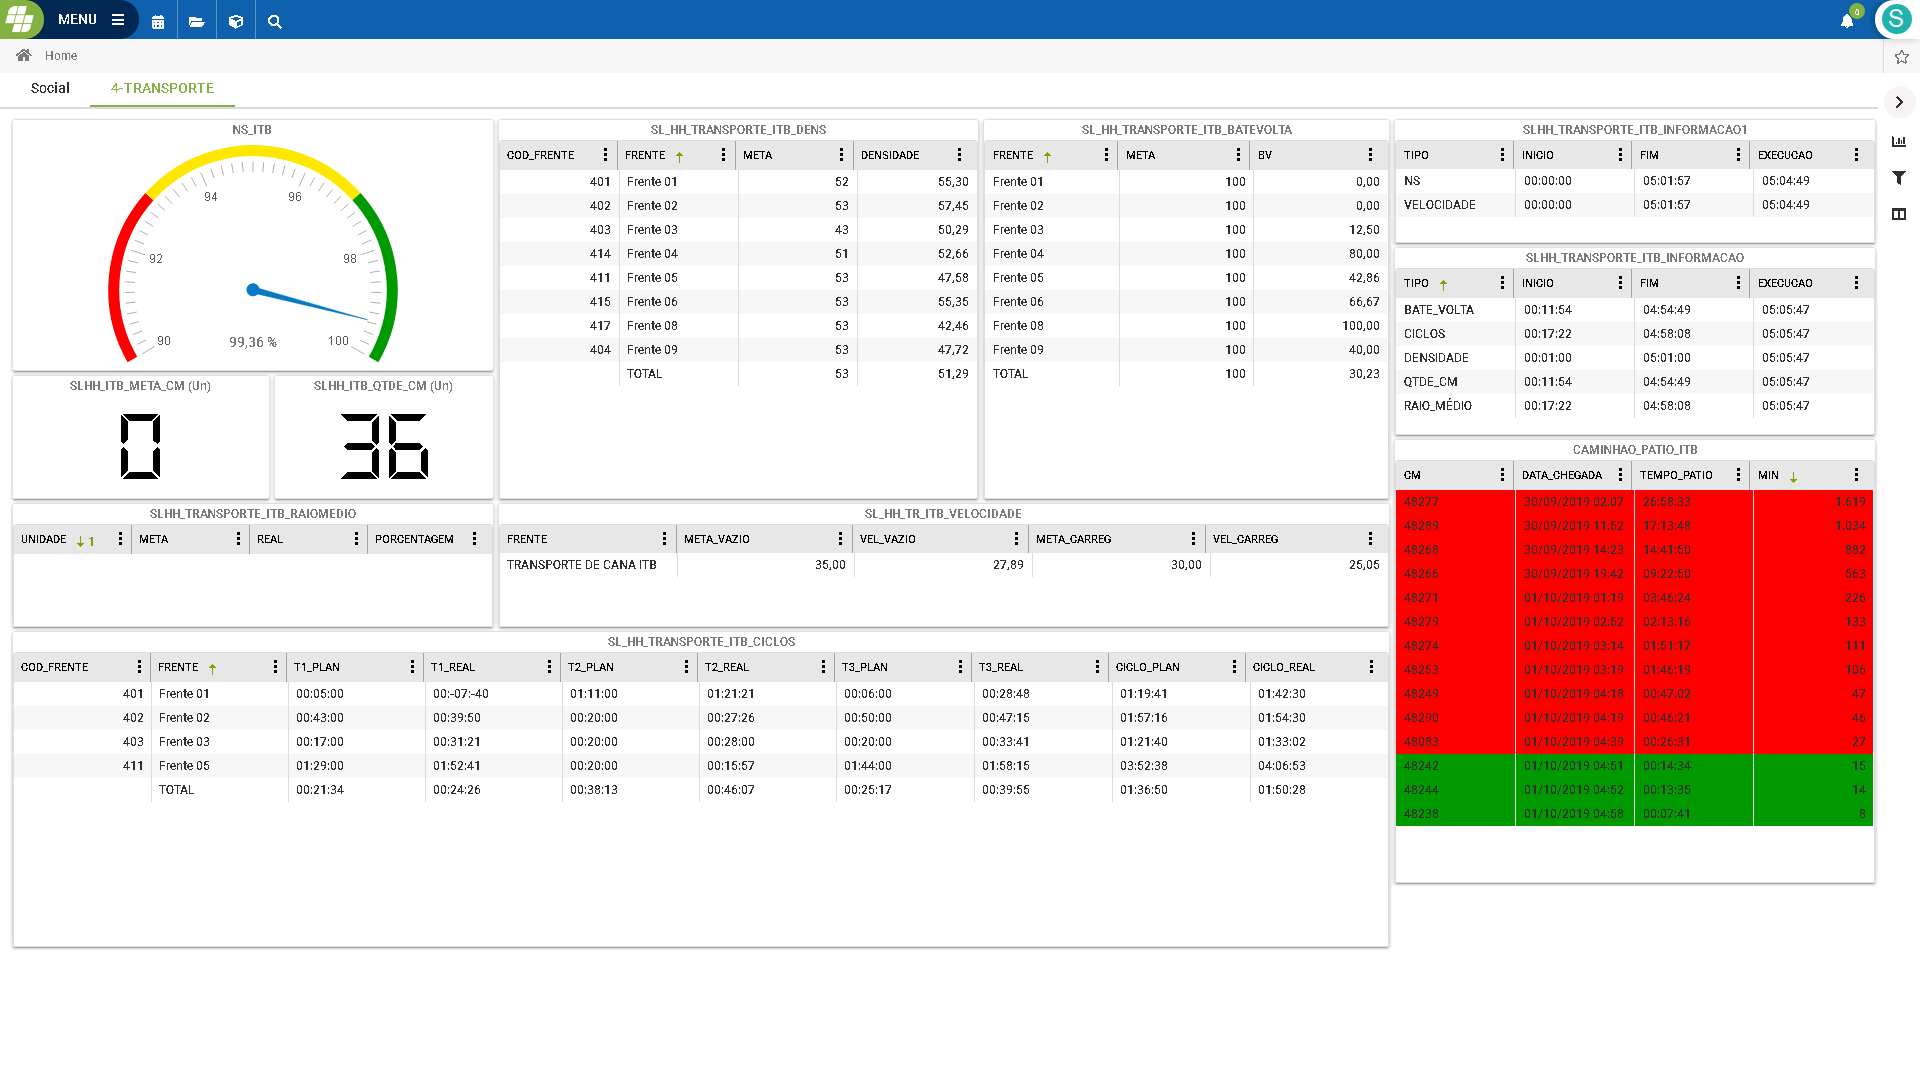 MENU
0
S
Home
Social
4-TRANSPORTE
NS_ITB
90
92
94
96
98
100
99,36 %
SLHH_ITB_META_CM (Un)
0
SLHH_ITB_QTDE_CM (Un)
36
SL_HH_TRANSPORTE_ITB_DENS
COD_FRENTE FRENTE META DENSIDADE
401 Frente 01 52 55,30
402 Frente 02 53 57,45
403 Frente 03 43 50,29
414 Frente 04 51 52,66
411 Frente 05 53 47,58
415 Frente 06 53 55,35
417 Frente 08 53 42,46
404 Frente 09 53 47,72
TOTAL 53 51,29
SL_HH_TRANSPORTE_ITB_BATEVOLTA
FRENTE META BV
Frente 01 100 0,00
Frente 02 100 0,00
Frente 03 100 12,50
Frente 04 100 80,00
Frente 05 100 42,86
Frente 06 100 66,67
Frente 08 100 100,00
Frente 09 100 40,00
TOTAL 100 30,23
SLHH_TRANSPORTE_ITB_INFORMACAO1
TIPO INICIO FIM EXECUCAO
NS 00:00:00 05:01:57 05:04:49
VELOCIDADE 00:00:00 05:01:57 05:04:49
SLHH_TRANSPORTE_ITB_INFORMACAO
TIPO INICIO FIM EXECUCAO
BATE_VOLTA 00:11:54 04:54:49 05:05:47
CICLOS 00:17:22 04:58:08 05:05:47
DENSIDADE 00:01:00 05:01:00 05:05:47
QTDE_CM 00:11:54 04:54:49 05:05:47
RAIO_MÉDIO 00:17:22 04:58:08 05:05:47
CAMINHAO_PATIO_ITB
CM DATA_CHEGADA TEMPO_PATIO MIN
48277 30/09/2019 02:07 26:58:33 1.619
48289 30/09/2019 11:52 17:13:48 1.034
48268 30/09/2019 14:23 14:41:50 882
48266 30/09/2019 19:42 09:22:50 563
48271 01/10/2019 01:19 03:46:24 226
48279 01/10/2019 02:52 02:13:16 133
48274 01/10/2019 03:14 01:51:17 111
48253 01/10/2019 03:19 01:46:19 106
48249 01/10/2019 04:18 00:47:02 47
48290 01/10/2019 04:19 00:46:21 46
48083 01/10/2019 04:39 00:26:31 27
48242 01/10/2019 04:51 00:14:34 15
48244 01/10/2019 04:52 00:13:35 14
48238 01/10/2019 04:58 00:07:41 8
SLHH_TRANSPORTE_ITB_RAIOMEDIO
UNIDADE 1 META REAL PORCENTAGEM
SL_HH_TR_ITB_VELOCIDADE
FRENTE META_VAZIO VEL_VAZIO META_CARREG VEL_CARREG
TRANSPORTE DE CANA ITB 35,00 27,89 30,00 25,05
SL_HH_TRANSPORTE_ITB_CICLOS
COD_FRENTE FRENTE T1_PLAN T1_REAL T2_PLAN T2_REAL T3_PLAN T3_REAL CICLO_PLAN CICLO_REAL
401 Frente 01 00:05:00 00:-07:-40 01:11:00 01:21:21 00:06:00 00:28:48 01:19:41 01:42:30
402 Frente 02 00:43:00 00:39:50 00:20:00 00:27:26 00:50:00 00:47:15 01:57:16 01:54:30
403 Frente 03 00:17:00 00:31:21 00:20:00 00:28:00 00:20:00 00:33:41 01:21:40 01:33:02
411 Frente 05 01:29:00 01:52:41 00:20:00 00:15:57 01:44:00 01:58:15 03:52:38 04:06:53
TOTAL 00:21:34 00:24:26 00:38:13 00:46:07 00:25:17 00:39:55 01:36:50 01:50:28